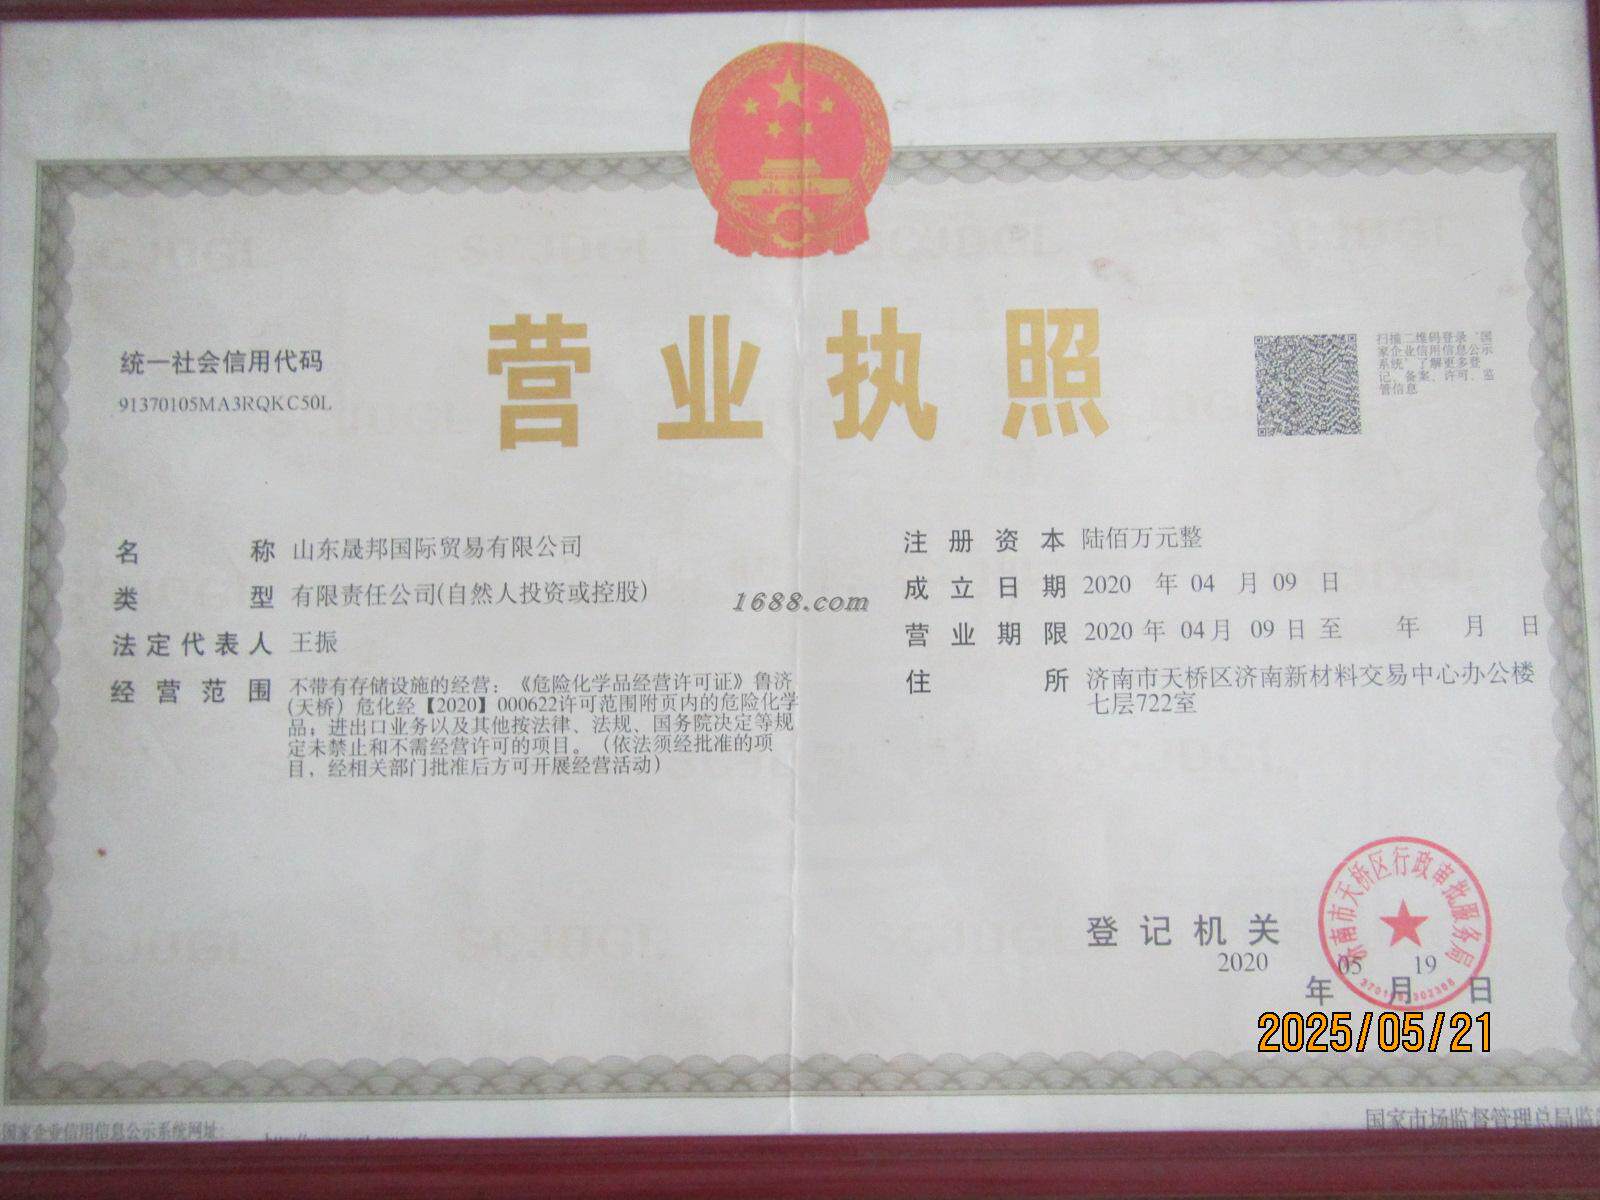 营业执照
统一社会信用代码
91370105MA3RQKC50L
扫描二维码登录“国
家企业信用信息公示
系统”了解更多登
记、备案、许可、监
管信息
名称 山东晟邦国际贸易有限公司
类型 有限责任公司(自然人投资或控股)
法定代表人 王振
经营范围 不带有存储设施的经营:《危险化学品经营许可证》鲁济
(天桥)危化经【2020】000622许可范围附页内的危险化学
品;进出口业务以及其他按法律、法规、国务院决定等规
定未禁止和不需经营许可的项目。(依法须经批准的项
目,经相关部门批准后方可开展经营活动)
1688.com
注册资本 陆佰万元整
成立日期 2020 年 04 月 09 日
营业期限 2020 年 04 月 09 日 至 年 月 日
住所 济南市天桥区济南新材料交易中心办公楼
七层722室
登记机关
济南市天桥区行政审批服务局
2020 年 05 月 19 日
2025/05/21
国家企业信用信息公示系统网址:
国家市场监督管理总局监